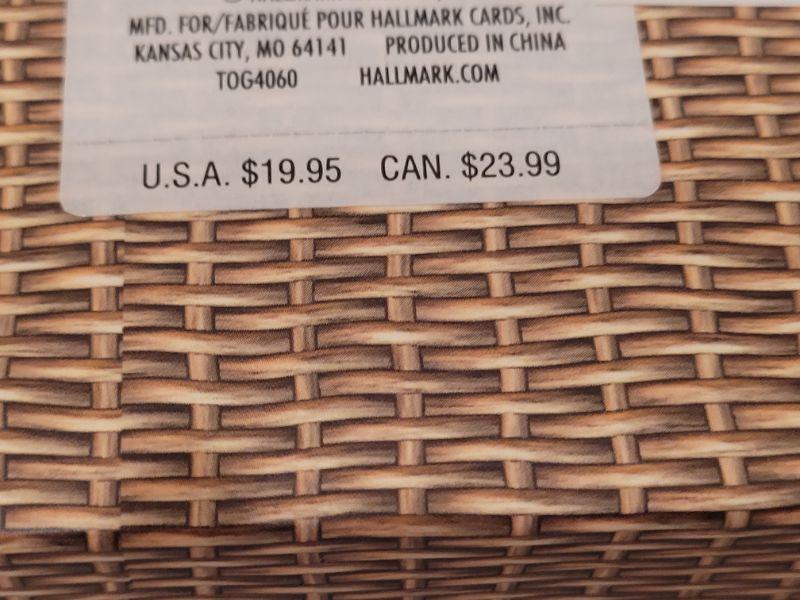 MFD. FOR/FABRIQUÉ POUR HALLMARK CARDS, INC.
KANSAS CITY, MO 64141 PRODUCED IN CHINA
TOG4060 HALLMARK.COM
U.S.A. $19.95 CAN. $23.99